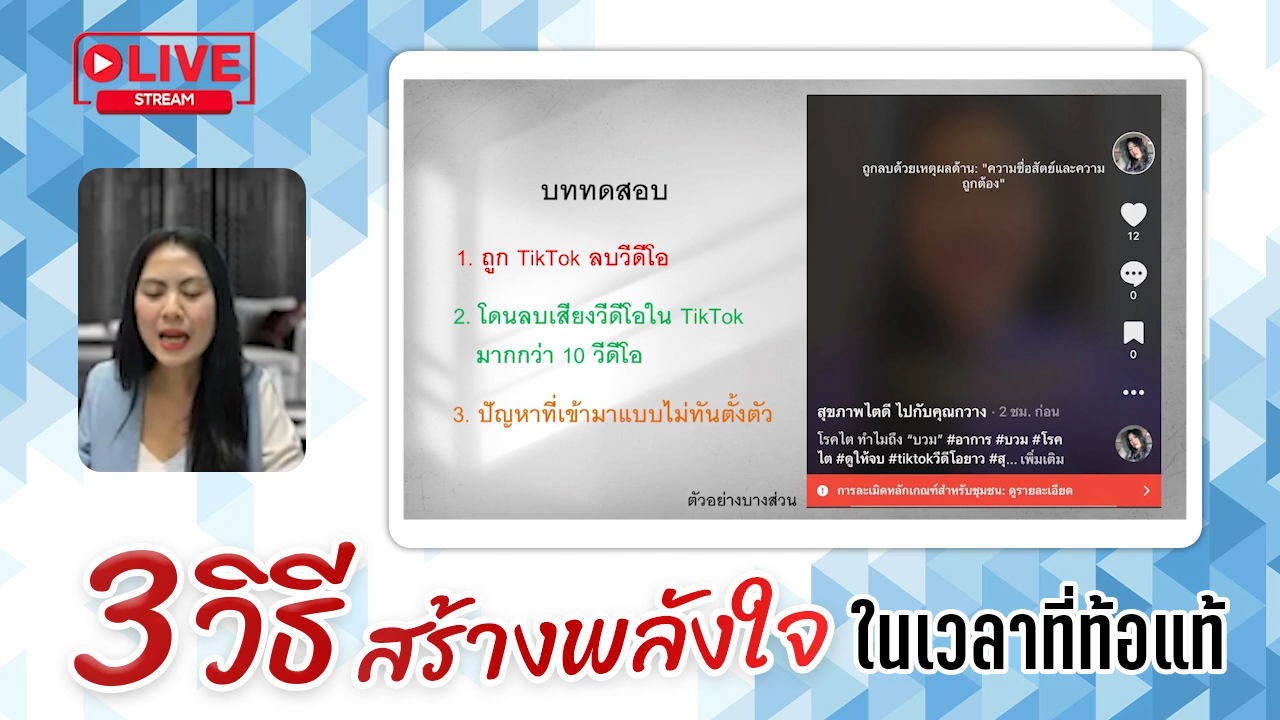 LIVE
STREAM
บททดสอบ
1. ถูก TikTok ลบวีดีโอ
2. โดนลบเสียงวีดีโอใน TikTok
มากกว่า 10 วีดีโอ
3. ปัญหาที่เข้ามาแบบไม่ทันตั้งตัว
ตัวอย่างบางส่วน
ถูกลบด้วยเหตุผลด้าน: "ความซื่อสัตย์และความ
ถูกต้อง"
12
0
0
สุขภาพไตดี ไปกับคุณกวาง · 2 ชม. ก่อน
โรคไต ทำไมถึง “บวม” #อาการ #บวม #โรค
ไต #ดูให้จบ #tiktokวีดีโอยาว #สุ... เพิ่มเติม
การละเมิดหลักเกณฑ์สำหรับชุมชน: ดูรายละเอียด
3 วิธี สร้างพลังใจ ในเวลาที่ท้อแท้